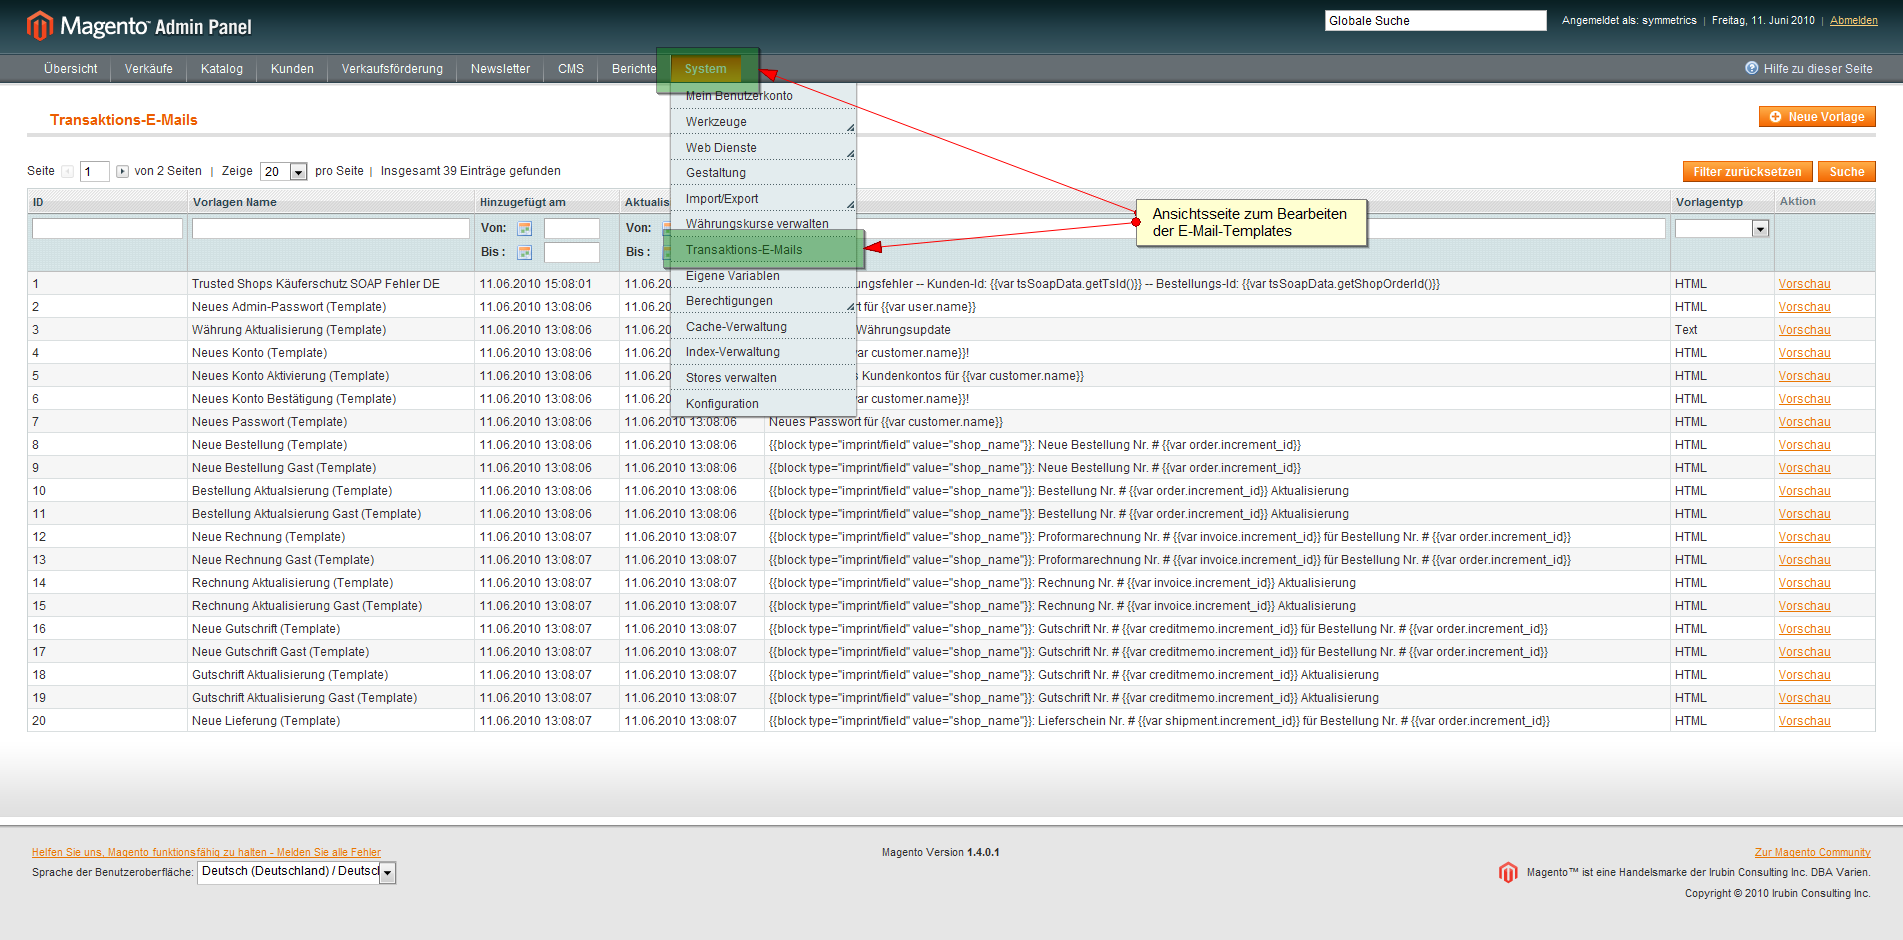 Magento™ Admin Panel
Globale Suche
Angemeldet als: symmetrics | Freitag, 11. Juni 2010 | Abmelden
Übersicht Verkäufe Katalog Kunden Verkaufsförderung Newsletter CMS Berichte System
Hilfe zu dieser Seite
Mein Benutzerkonto
Werkzeuge
Web Dienste
Gestaltung
Import/Export
Währungskurse verwalten
Transaktions-E-Mails
Eigene Variablen
Berechtigungen
Cache-Verwaltung
Index-Verwaltung
Stores verwalten
Konfiguration
Ansichtsseite zum Bearbeiten
der E-Mail-Templates
Transaktions-E-Mails
Neue Vorlage
Seite 1 von 2 Seiten | Zeige 20 pro Seite | Insgesamt 39 Einträge gefunden
Filter zurücksetzen Suche
ID Vorlagen Name Hinzugefügt am Aktualis Vorlagentyp Aktion
Von: Von:
Bis : Bis :
1 Trusted Shops Käuferschutz SOAP Fehler DE 11.06.2010 15:08:01 11.06.20 ungsfehler -- Kunden-Id: {{var tsSoapData.getTsId()}} -- Bestellungs-Id: {{var tsSoapData.getShopOrderId()}} HTML Vorschau
2 Neues Admin-Passwort (Template) 11.06.2010 13:08:06 11.06.20 rt für {{var user.name}} HTML Vorschau
3 Währung Aktualisierung (Template) 11.06.2010 13:08:06 11.06.20 Währungsupdate Text Vorschau
4 Neues Konto (Template) 11.06.2010 13:08:06 11.06.20 var customer.name}}! HTML Vorschau
5 Neues Konto Aktivierung (Template) 11.06.2010 13:08:06 11.06.20 s Kundenkontos für {{var customer.name}} HTML Vorschau
6 Neues Konto Bestätigung (Template) 11.06.2010 13:08:06 11.06.20 var customer.name}}! HTML Vorschau
7 Neues Passwort (Template) 11.06.2010 13:08:06 11.06.2010 13:08:06 Neues Passwort für {{var customer.name}} HTML Vorschau
8 Neue Bestellung (Template) 11.06.2010 13:08:06 11.06.2010 13:08:06 {{block type="imprint/field" value="shop_name"}}: Neue Bestellung Nr. # {{var order.increment_id}} HTML Vorschau
9 Neue Bestellung Gast (Template) 11.06.2010 13:08:06 11.06.2010 13:08:06 {{block type="imprint/field" value="shop_name"}}: Neue Bestellung Nr. # {{var order.increment_id}} HTML Vorschau
10 Bestellung Aktualsierung (Template) 11.06.2010 13:08:06 11.06.2010 13:08:06 {{block type="imprint/field" value="shop_name"}}: Bestellung Nr. # {{var order.increment_id}} Aktualisierung HTML Vorschau
11 Bestellung Aktualsierung Gast (Template) 11.06.2010 13:08:06 11.06.2010 13:08:06 {{block type="imprint/field" value="shop_name"}}: Bestellung Nr. # {{var order.increment_id}} Aktualisierung HTML Vorschau
12 Neue Rechnung (Template) 11.06.2010 13:08:06 11.06.2010 13:08:06 {{block type="imprint/field" value="shop_name"}}: Proformarechnung Nr. # {{var invoice.increment_id}} für Bestellung Nr. # {{var order.increment_id}} HTML Vorschau
13 Neue Rechnung Gast (Template) 11.06.2010 13:08:07 11.06.2010 13:08:07 {{block type="imprint/field" value="shop_name"}}: Proformarechnung Nr. # {{var invoice.increment_id}} für Bestellung Nr. # {{var order.increment_id}} HTML Vorschau
14 Rechnung Aktualisierung (Template) 11.06.2010 13:08:07 11.06.2010 13:08:07 {{block type="imprint/field" value="shop_name"}}: Rechnung Nr. # {{var invoice.increment_id}} Aktualisierung HTML Vorschau
15 Rechnung Aktualisierung Gast (Template) 11.06.2010 13:08:07 11.06.2010 13:08:07 {{block type="imprint/field" value="shop_name"}}: Rechnung Nr. # {{var invoice.increment_id}} Aktualisierung HTML Vorschau
16 Neue Gutschrift (Template) 11.06.2010 13:08:07 11.06.2010 13:08:07 {{block type="imprint/field" value="shop_name"}}: Gutschrift Nr. # {{var creditmemo.increment_id}} für Bestellung Nr. # {{var order.increment_id}} HTML Vorschau
17 Neue Gutschrift Gast (Template) 11.06.2010 13:08:07 11.06.2010 13:08:07 {{block type="imprint/field" value="shop_name"}}: Gutschrift Nr. # {{var creditmemo.increment_id}} für Bestellung Nr. # {{var order.increment_id}} HTML Vorschau
18 Gutschrift Aktualisierung (Template) 11.06.2010 13:08:07 11.06.2010 13:08:07 {{block type="imprint/field" value="shop_name"}}: Gutschrift Nr. # {{var creditmemo.increment_id}} Aktualisierung HTML Vorschau
19 Gutschrift Aktualisierung Gast (Template) 11.06.2010 13:08:07 11.06.2010 13:08:07 {{block type="imprint/field" value="shop_name"}}: Gutschrift Nr. # {{var creditmemo.increment_id}} Aktualisierung HTML Vorschau
20 Neue Lieferung (Template) 11.06.2010 13:08:07 11.06.2010 13:08:07 {{block type="imprint/field" value="shop_name"}}: Lieferschein Nr. # {{var shipment.increment_id}} für Bestellung Nr. # {{var order.increment_id}} HTML Vorschau
Helfen Sie uns, Magento funktionsfähig zu halten - Melden Sie alle Fehler
Magento Version 1.4.0.1
Zur Magento Community
Sprache der Benutzeroberfläche: Deutsch (Deutschland) / Deutscl
Magento™ ist eine Handelsmarke der Irubin Consulting Inc. DBA Varien.
Copyright © 2010 Irubin Consulting Inc.